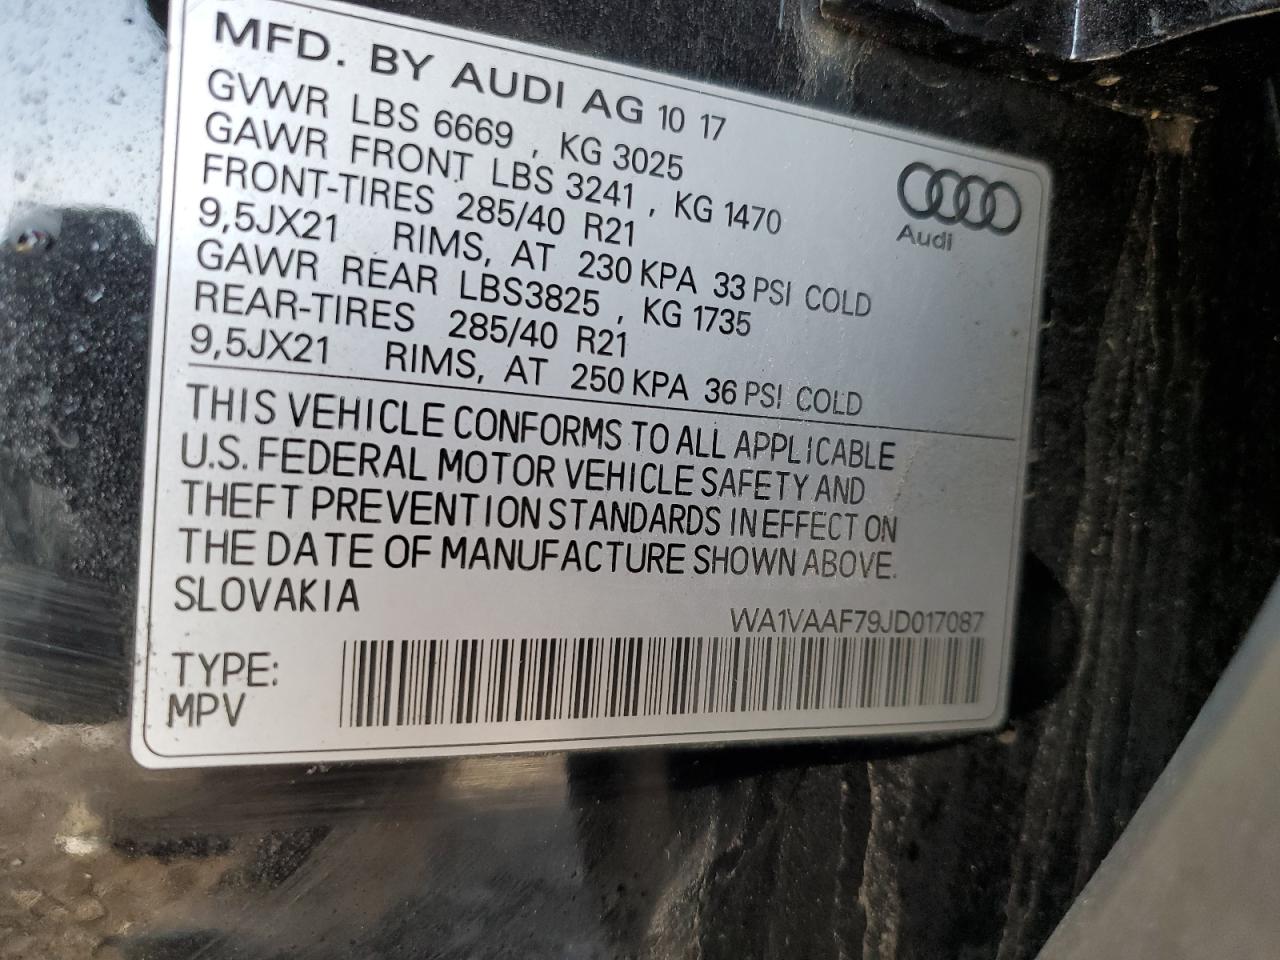 MFD. BY AUDI AG 10 17
GVWR LBS 6669 , KG 3025
GAWR FRONT LBS 3241 , KG 1470
FRONT-TIRES 285/40 R21
9,5JX21 RIMS, AT 230 KPA 33 PSI COLD
GAWR REAR LBS3825 , KG 1735
REAR-TIRES 285/40 R21
9,5JX21 RIMS, AT 250 KPA 36 PSI COLD
Audi
THIS VEHICLE CONFORMS TO ALL APPLICABLE
U.S. FEDERAL MOTOR VEHICLE SAFETY AND
THEFT PREVENTION STANDARDS IN EFFECT ON
THE DATE OF MANUFACTURE SHOWN ABOVE.
SLOVAKIA
WA1VAAF79JD017087
TYPE:
MPV